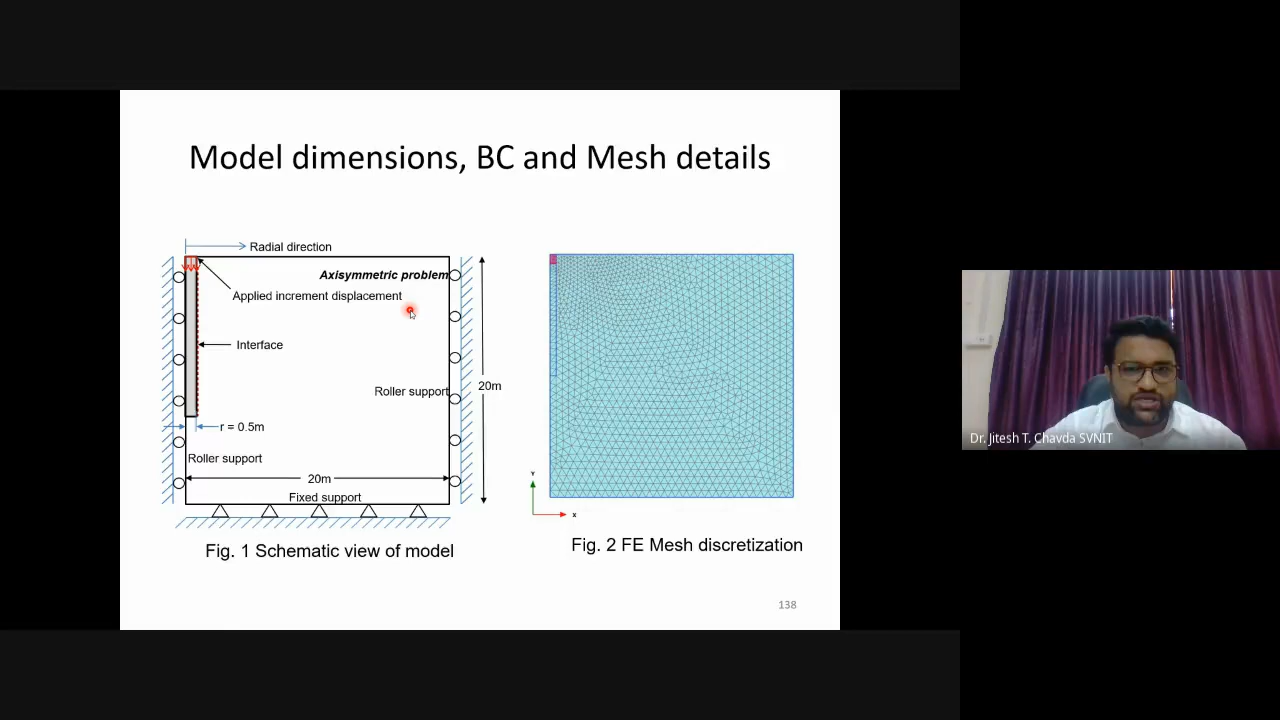 Model dimensions, BC and Mesh details
Radial direction
Axisymmetric problem
Applied increment displacement
Interface
Roller support
20m
r = 0.5m
Roller support
20m
Fixed support
Fig. 1 Schematic view of model
Y
x
Fig. 2 FE Mesh discretization
138
Dr. Jitesh T. Chavda SVNIT